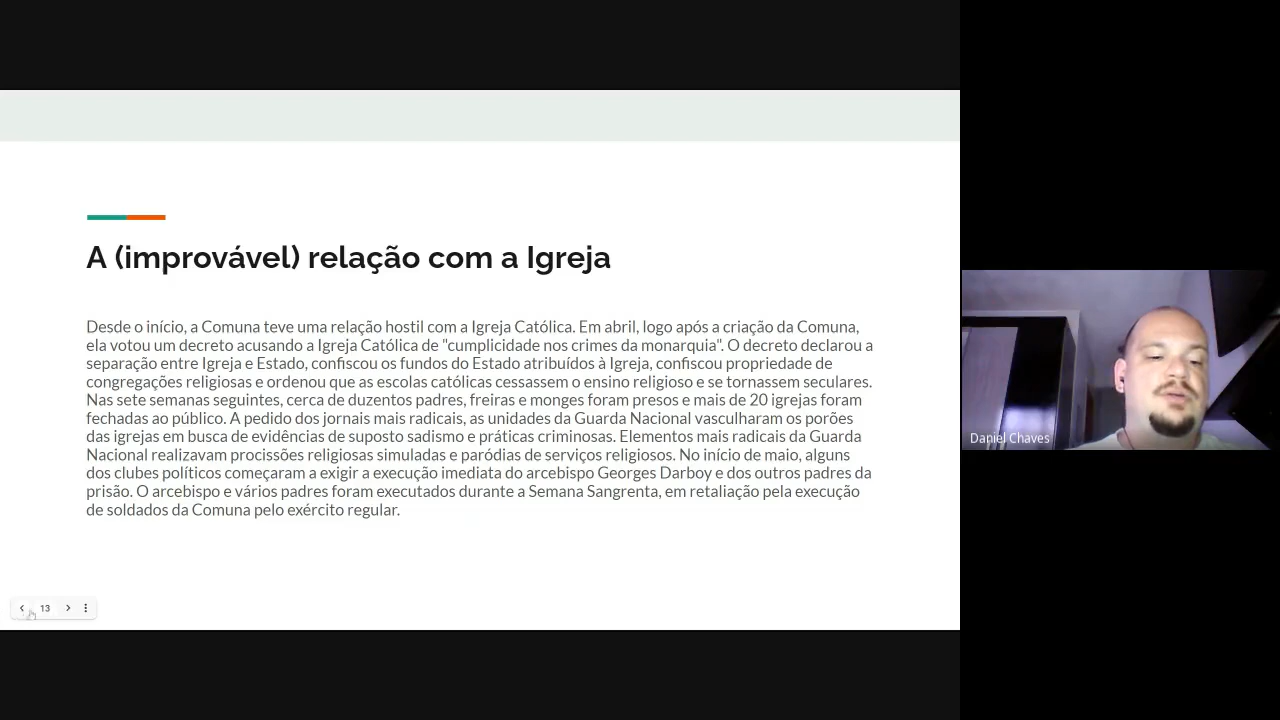 A (improvável) relação com a Igreja
Desde o início, a Comuna teve uma relação hostil com a Igreja Católica. Em abril, logo após a criação da Comuna,
ela votou um decreto acusando a Igreja Católica de "cumplicidade nos crimes da monarquia". O decreto declarou a
separação entre Igreja e Estado, confiscou os fundos do Estado atribuídos à Igreja, confiscou propriedade de
congregações religiosas e ordenou que as escolas católicas cessassem o ensino religioso e se tornassem seculares.
Nas sete semanas seguintes, cerca de duzentos padres, freiras e monges foram presos e mais de 20 igrejas foram
fechadas ao público. A pedido dos jornais mais radicais, as unidades da Guarda Nacional vasculharam os porões
das igrejas em busca de evidências de suposto sadismo e práticas criminosas. Elementos mais radicais da Guarda
Nacional realizavam procissões religiosas simuladas e paródias de serviços religiosos. No início de maio, alguns
dos clubes políticos começaram a exigir a execução imediata do arcebispo Georges Darboy e dos outros padres da
prisão. O arcebispo e vários padres foram executados durante a Semana Sangrenta, em retaliação pela execução
de soldados da Comuna pelo exército regular.
13
Daniel Chaves